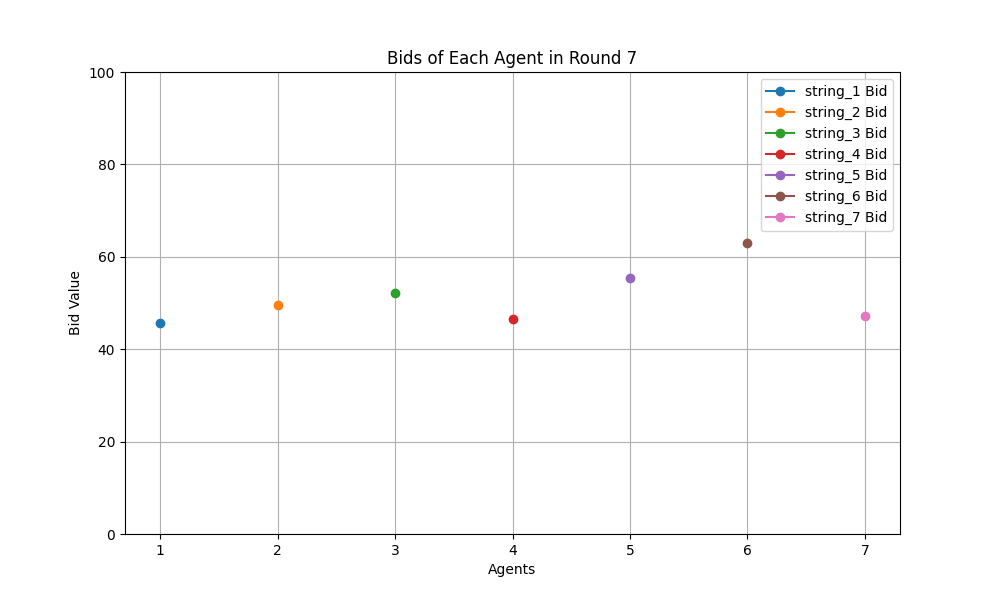 Bids of Each Agent in Round 7
100
80
60
40
20
0
Bid Value
string_1 Bid
string_2 Bid
string_3 Bid
string_4 Bid
string_5 Bid
string_6 Bid
string_7 Bid
1 2 3 4 5 6 7
Agents